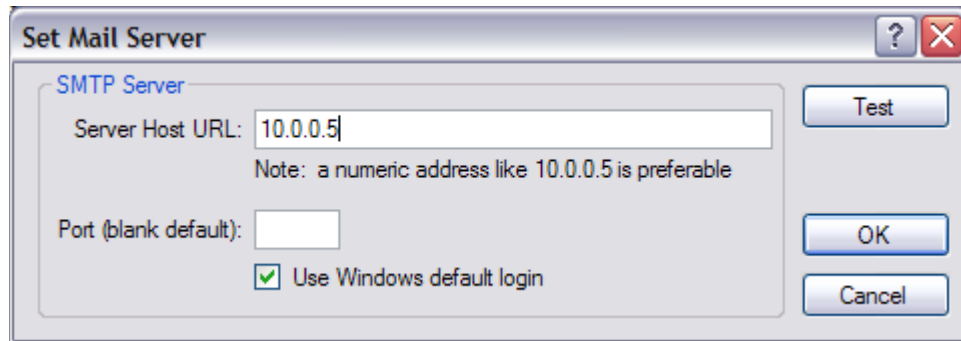 Set Mail Server
?
SMTP Server
Server Host URL: 10.0.0.5
Test
Note: a numeric address like 10.0.0.5 is preferable
Port (blank default):
OK
Use Windows default login
Cancel